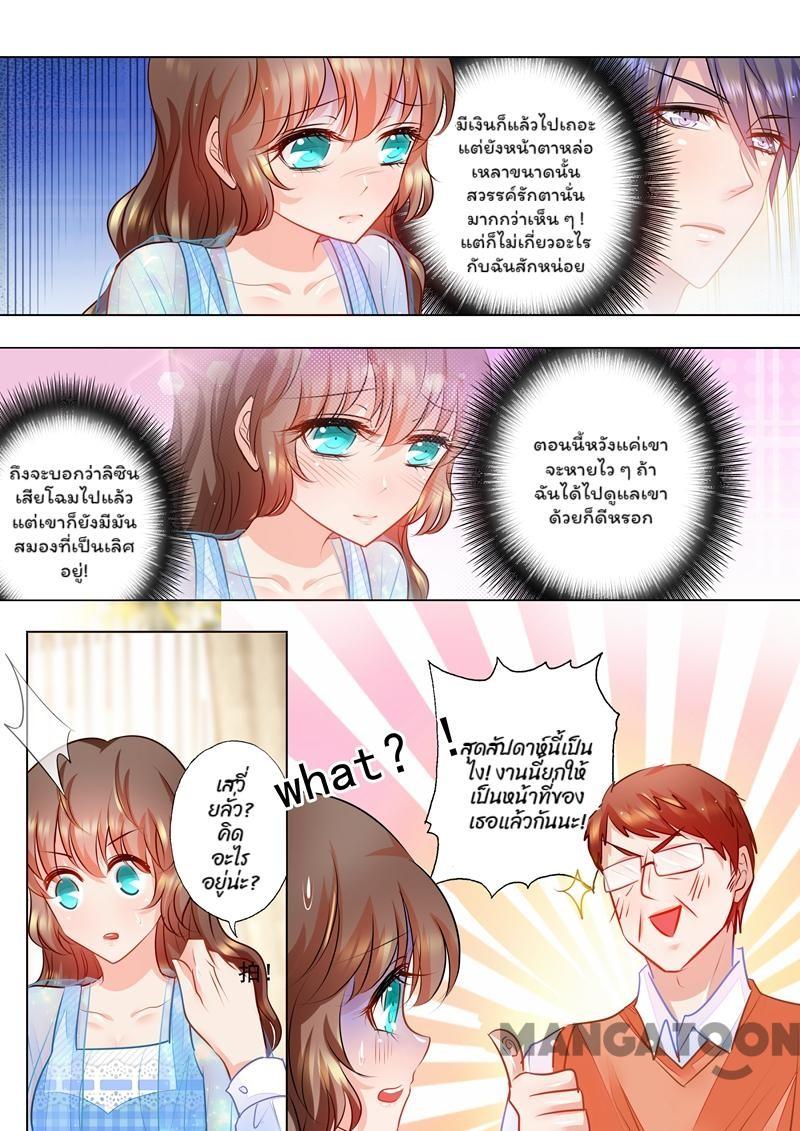 มีเงินก็แล้วไปเถอะ
แต่ยังหน้าตาหล่อ
เหลาขนาดนั้น
สวรรค์รักตานั่น
มากกว่าเห็น ๆ !
แต่ก็ไม่เกี่ยวอะไร
กับฉันสักหน่อย
ถึงจะบอกว่าลิซิน
เสียโฉมไปแล้ว
แต่เขาก็ยังมีมัน
สมองที่เป็นเลิศ
อยู่!
ตอนนี้หวังแค่เขา
จะหายไว ๆ ถ้า
ฉันได้ไปดูแลเขา
ด้วยก็ดีหรอก
เสวี่
ยลั่ว?
คิด
อะไร
อยู่น่ะ?
拍!
what? !
สุดสัปดาห์นี้เป็น
ไง! งานนี้ยกให้
เป็นหน้าที่ของ
เธอแล้วกันนะ!
MANGATOON